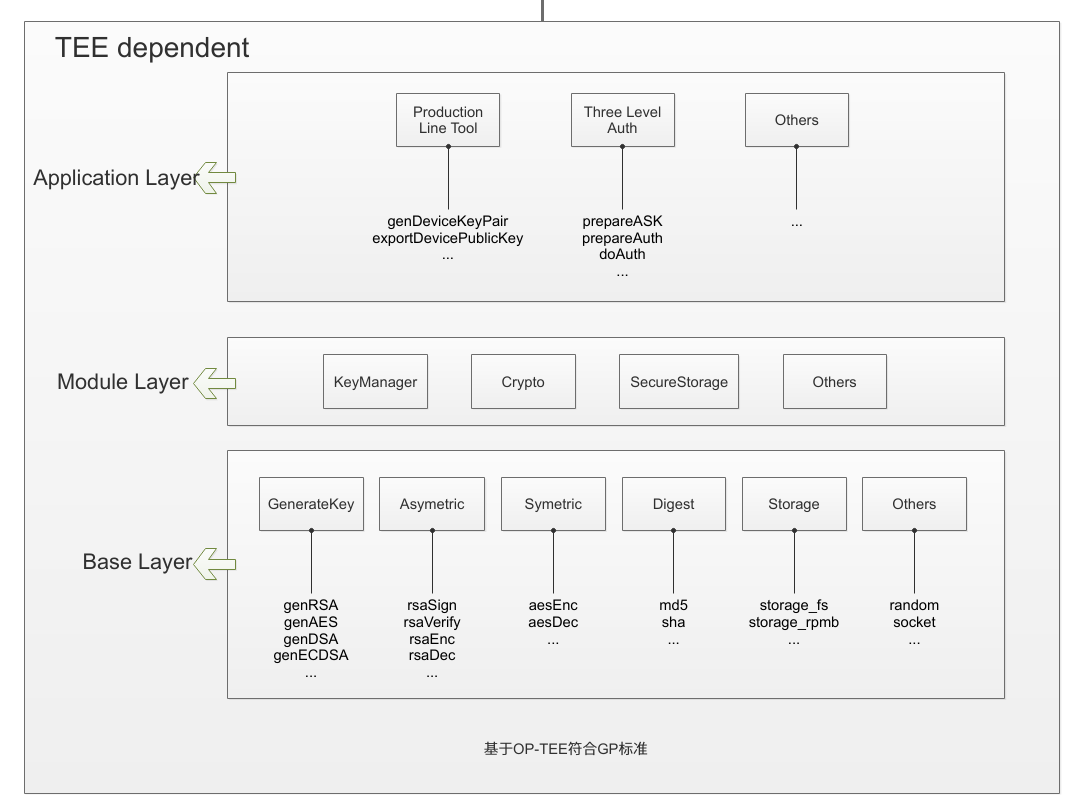 TEE dependent
Production
Line Tool
Three Level
Auth
Others
Application Layer
genDeviceKeyPair
exportDevicePublicKey
...
prepareASK
prepareAuth
doAuth
...
...
Module Layer
KeyManager
Crypto
SecureStorage
Others
GenerateKey
Asymetric
Symetric
Digest
Storage
Others
Base Layer
genRSA
genAES
genDSA
genECDSA
...
rsaSign
rsaVerify
rsaEnc
rsaDec
...
aesEnc
aesDec
...
md5
sha
...
storage_fs
storage_rpmb
...
random
socket
...
基于OP-TEE符合GP标准